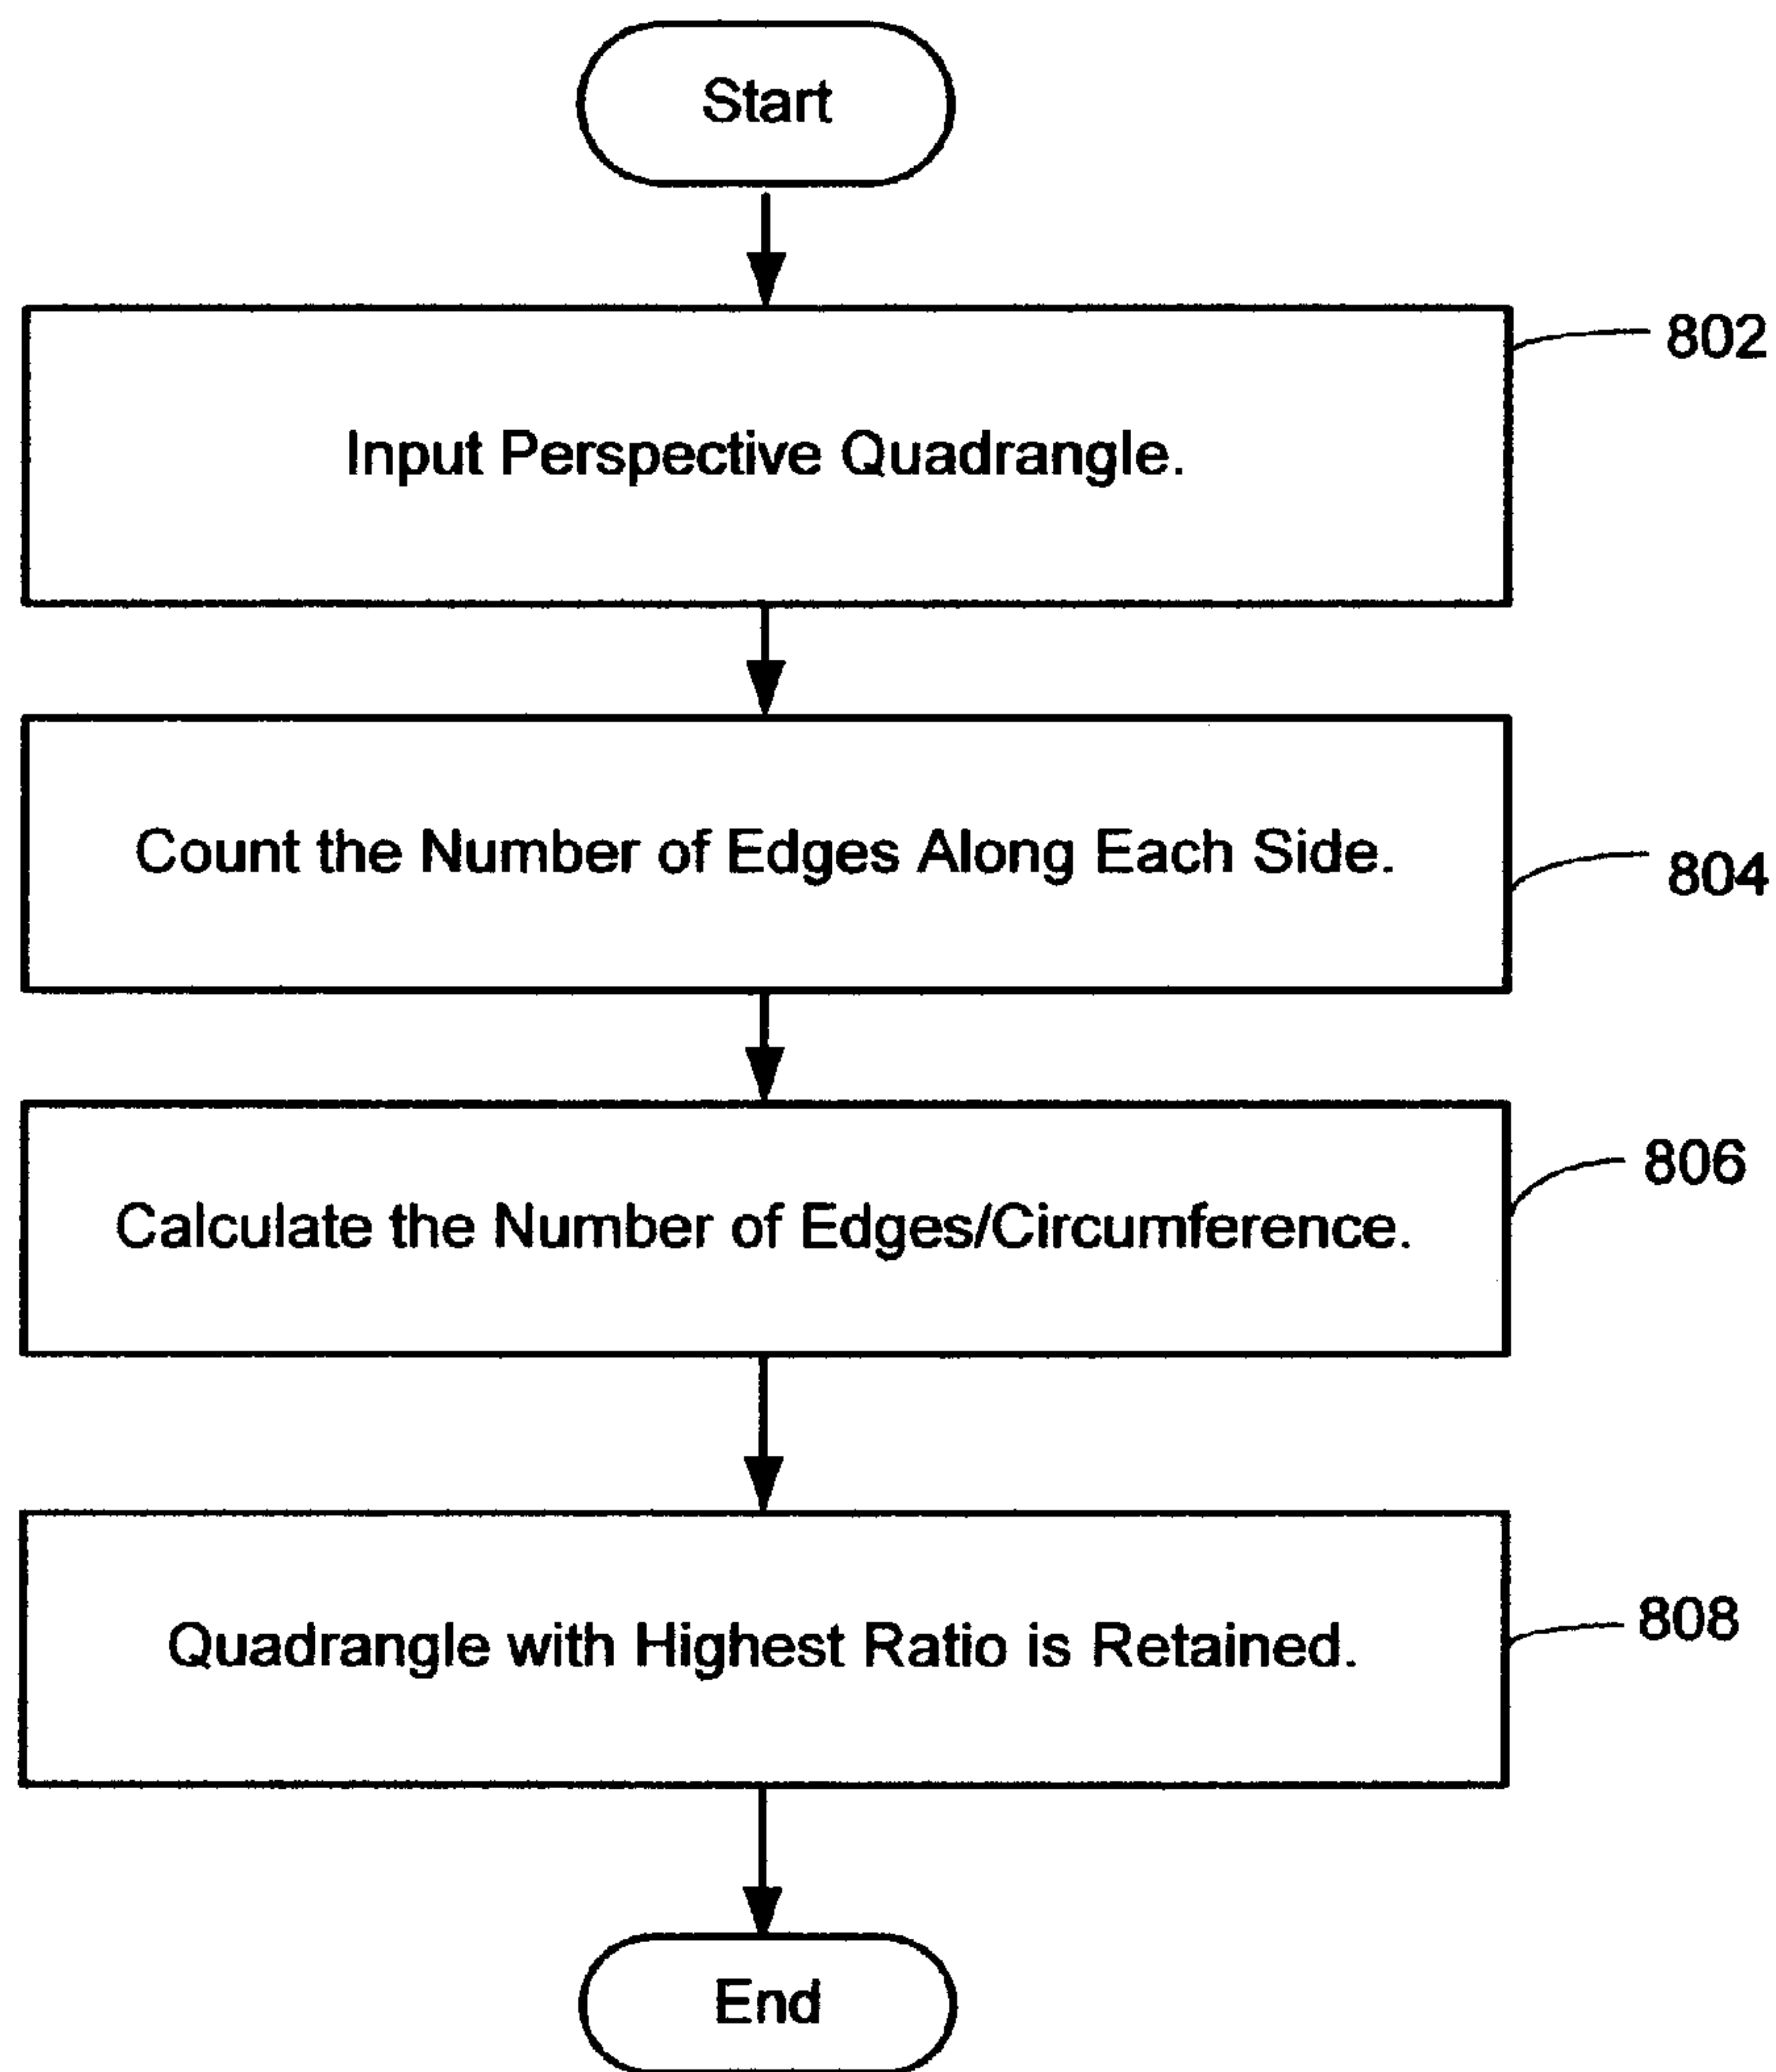 Start
802
Input Perspective Quadrangle.
Count the Number of Edges Along Each Side.
804
806
Calculate the Number of Edges/Circumference.
808
Quadrangle with Highest Ratio is Retained.
End